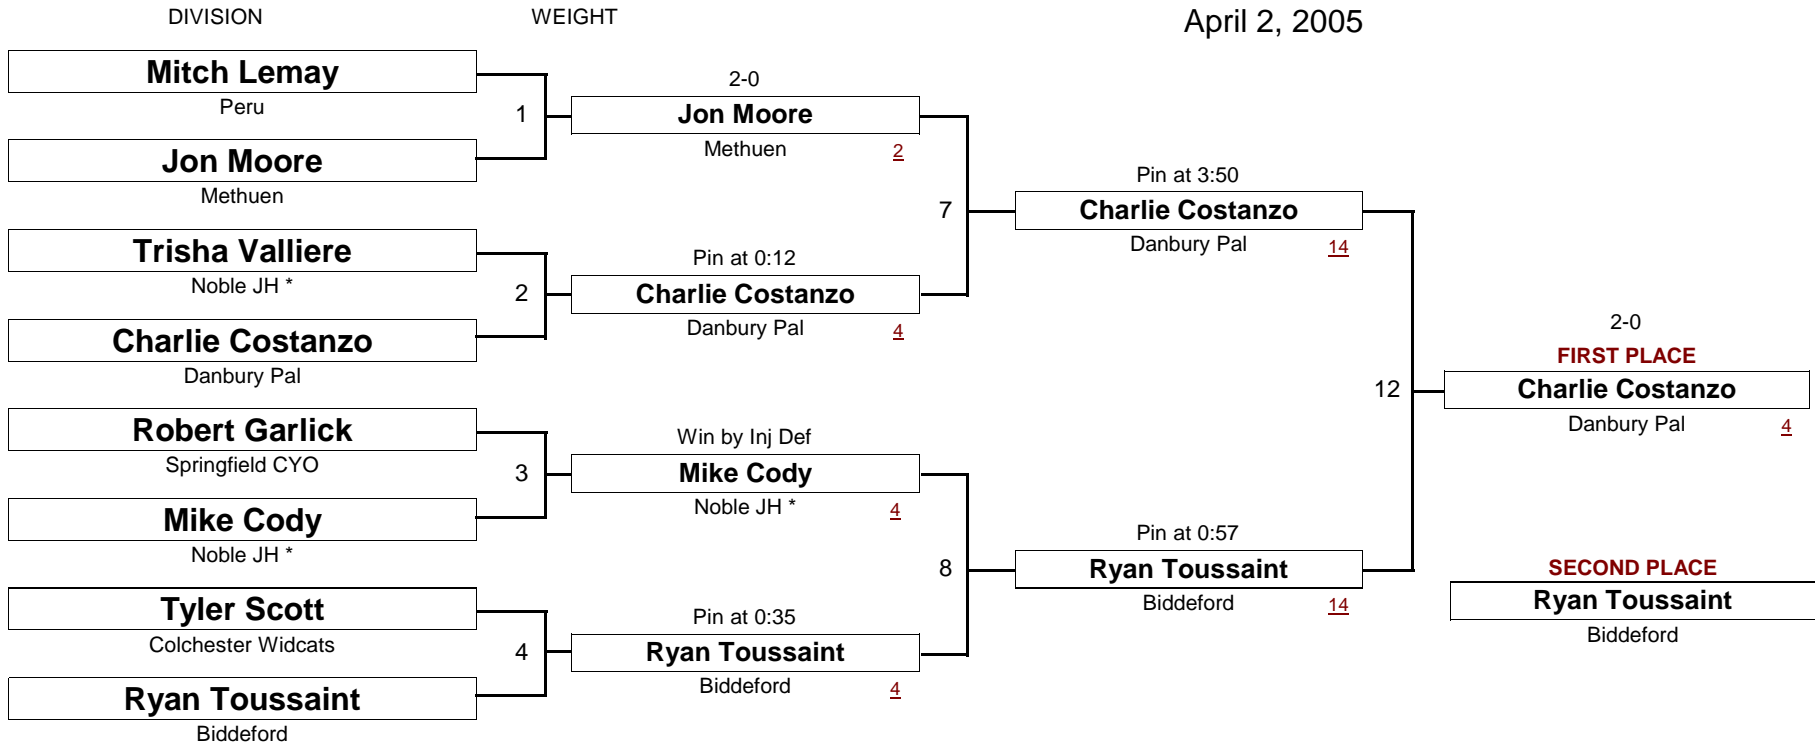 DIVISION
WEIGHT
April 2, 2005
Mitch Lemay
Peru
1
Jon Moore
Methuen
Trisha Valliere
Noble JH *
2
Charlie Costanzo
Danbury Pal
Robert Garlick
Springfield CYO
3
Mike Cody
Noble JH *
Tyler Scott
Colchester Widcats
4
Ryan Toussaint
Biddeford
2-0
Jon Moore
Methuen 2
7
Pin at 0:12
Charlie Costanzo
Danbury Pal 4
Win by Inj Def
Mike Cody
Noble JH * 4
8
Pin at 0:35
Ryan Toussaint
Biddeford 4
Pin at 3:50
Charlie Costanzo
Danbury Pal 14
12
Pin at 0:57
Ryan Toussaint
Biddeford 14
2-0
FIRST PLACE
Charlie Costanzo
Danbury Pal 4
SECOND PLACE
Ryan Toussaint
Biddeford